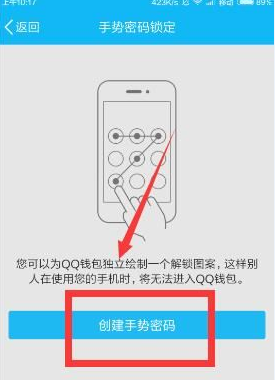 上午10:17 423K/s 移动 89%
返回 手势密码锁定
您可以为QQ钱包独立绘制一个解锁图案，这样别
人在使用您的手机时，将无法进入QQ钱包。
创建手势密码